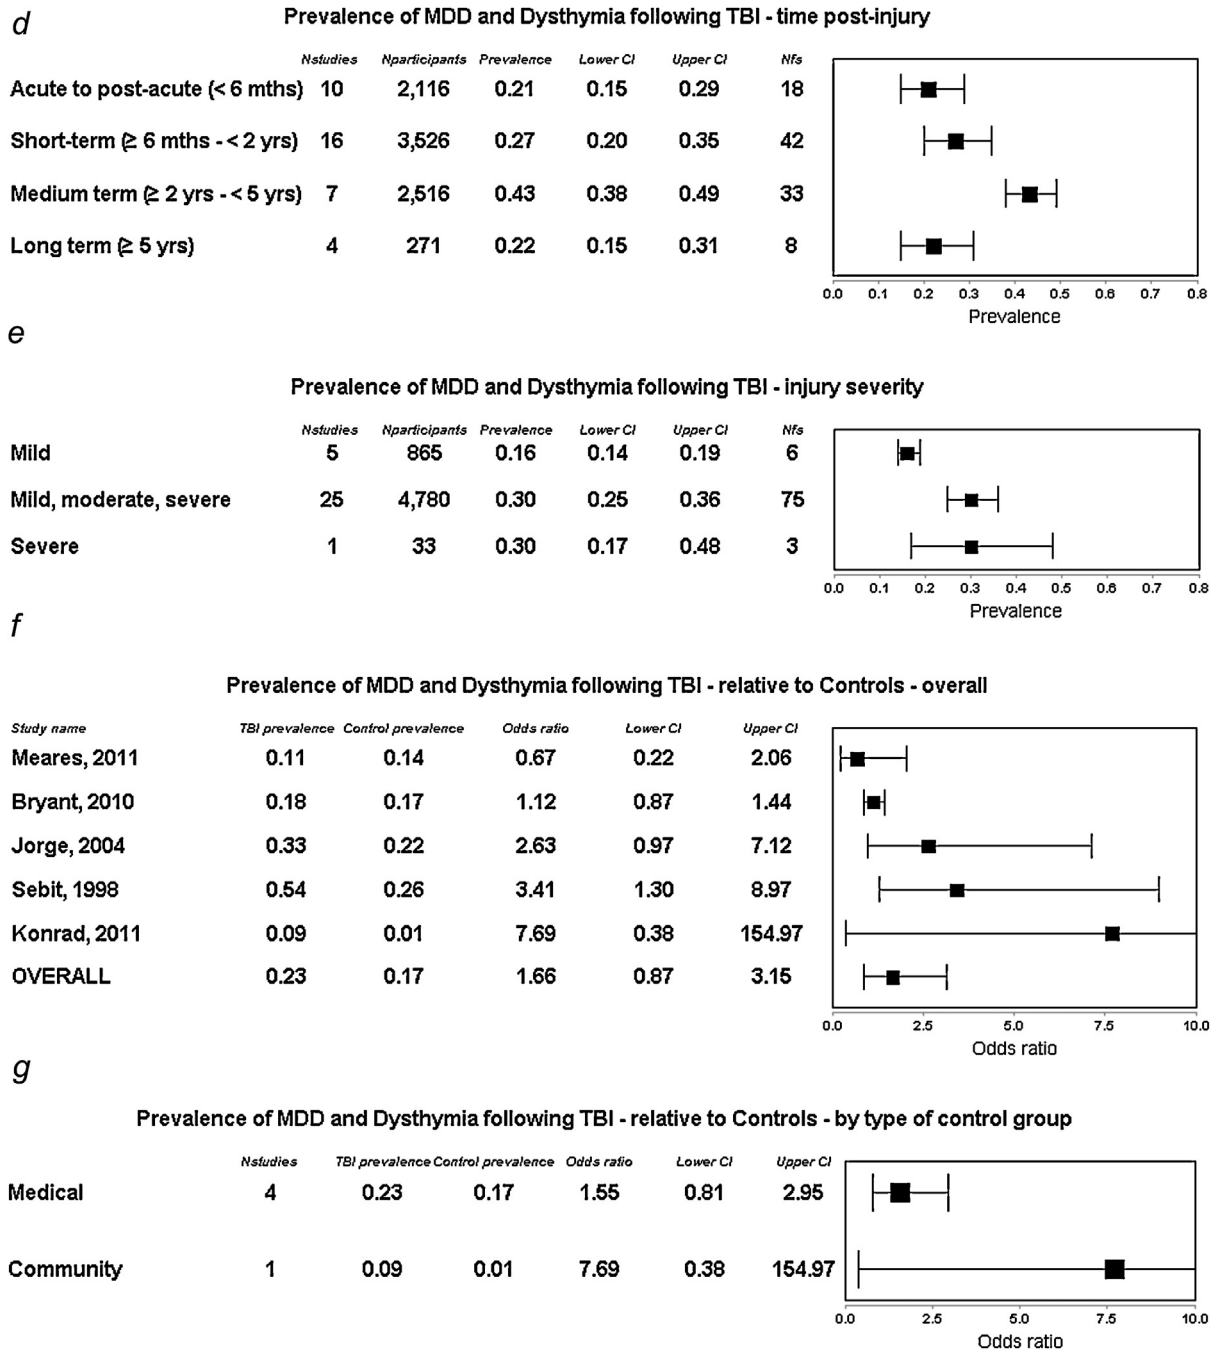 d
Prevalence of MDD and Dysthymia following TBI - time post-injury
Nstudies Nparticipants Prevalence Lower CI Upper CI Nfs
Acute to post-acute (< 6 mths) 10 2,116 0.21 0.15 0.29 18
Short-term (≥ 6 mths - < 2 yrs) 16 3,526 0.27 0.20 0.35 42
Medium term (≥ 2 yrs - < 5 yrs) 7 2,516 0.43 0.38 0.49 33
Long term (≥ 5 yrs) 4 271 0.22 0.15 0.31 8
0.0 0.1 0.2 0.3 0.4 0.5 0.6 0.7 0.8
Prevalence
e
Prevalence of MDD and Dysthymia following TBI - injury severity
Nstudies Nparticipants Prevalence Lower CI Upper CI Nfs
Mild 5 865 0.16 0.14 0.19 6
Mild, moderate, severe 25 4,780 0.30 0.25 0.36 75
Severe 1 33 0.30 0.17 0.48 3
0.0 0.1 0.2 0.3 0.4 0.5 0.6 0.7 0.8
Prevalence
f
Prevalence of MDD and Dysthymia following TBI - relative to Controls - overall
Study name TBI prevalence Control prevalence Odds ratio Lower CI Upper CI
Meares, 2011 0.11 0.14 0.67 0.22 2.06
Bryant, 2010 0.18 0.17 1.12 0.87 1.44
Jorge, 2004 0.33 0.22 2.63 0.97 7.12
Sebit, 1998 0.54 0.26 3.41 1.30 8.97
Konrad, 2011 0.09 0.01 7.69 0.38 154.97
OVERALL 0.23 0.17 1.66 0.87 3.15
0.0 2.5 5.0 7.5 10.0
Odds ratio
g
Prevalence of MDD and Dysthymia following TBI - relative to Controls - by type of control group
Nstudies TBI prevalence Control prevalence Odds ratio Lower CI Upper CI
Medical 4 0.23 0.17 1.55 0.81 2.95
Community 1 0.09 0.01 7.69 0.38 154.97
0.0 2.5 5.0 7.5 10.0
Odds ratio